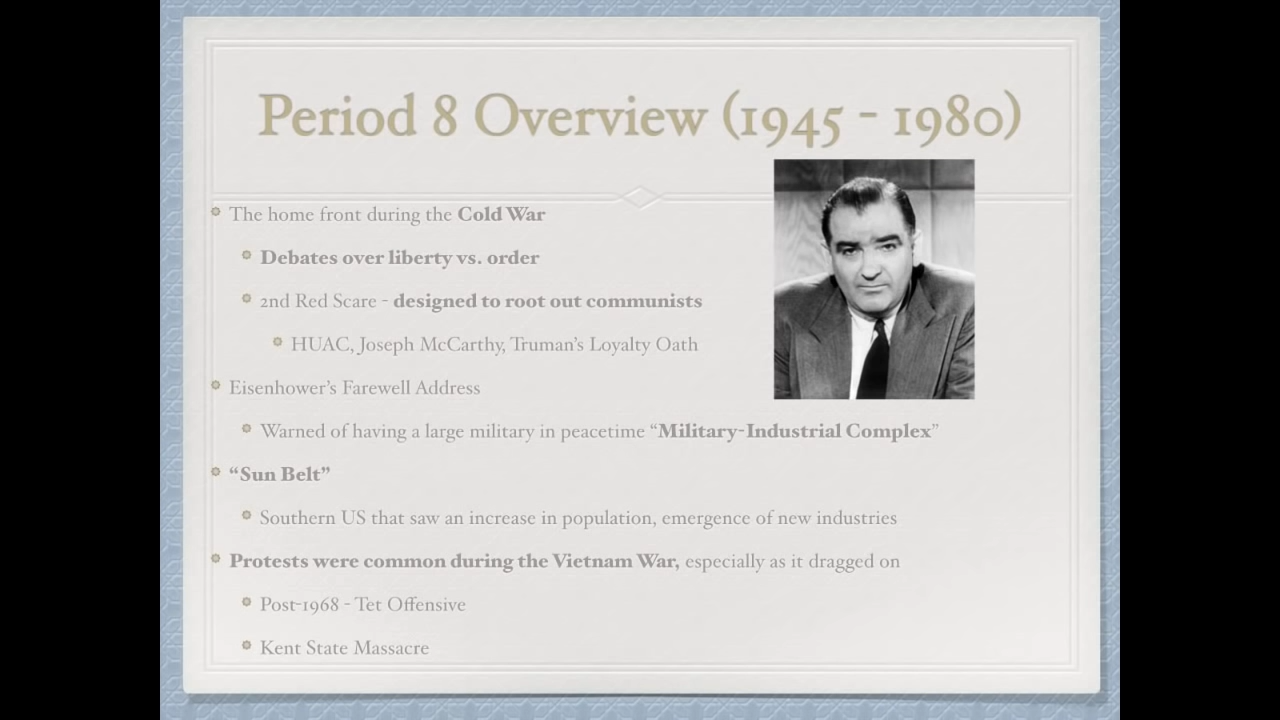 Period 8 Overview (1945 - 1980)
The home front during the Cold War
Debates over liberty vs. order
2nd Red Scare - designed to root out communists
HUAC, Joseph McCarthy, Truman’s Loyalty Oath
Eisenhower’s Farewell Address
Warned of having a large military in peacetime “Military-Industrial Complex”
“Sun Belt”
Southern US that saw an increase in population, emergence of new industries
Protests were common during the Vietnam War, especially as it dragged on
Post-1968 - Tet Offensive
Kent State Massacre